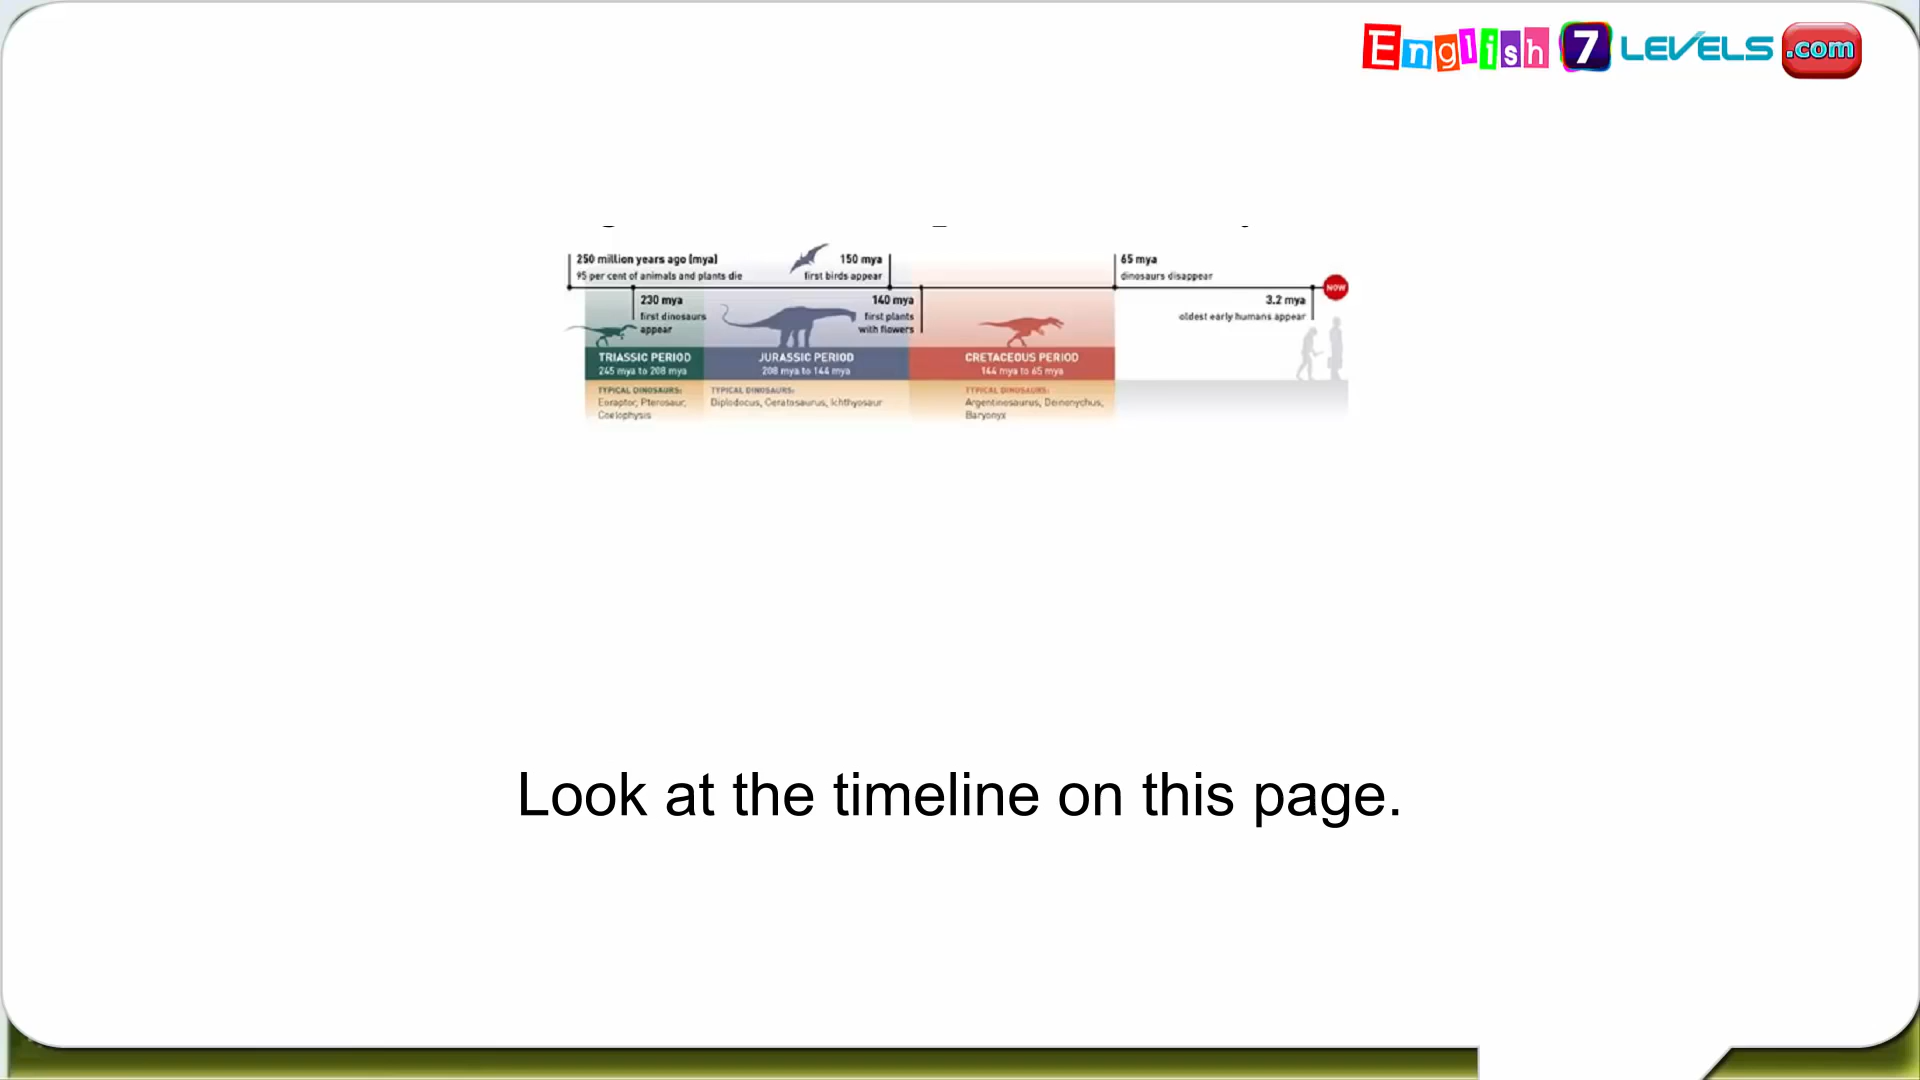 English 7 LEVELS .com
250 million years ago (mya)
95 per cent of animals and plants die
150 mya
first birds appear
65 mya
dinosaurs disappear
NOW
230 mya
first dinosaurs
appear
140 mya
first plants
with flowers
3.2 mya
oldest early humans appear
TRIASSIC PERIOD
245 mya to 208 mya
JURASSIC PERIOD
208 mya to 144 mya
CRETACEOUS PERIOD
144 mya to 65 mya
TYPICAL DINOSAURS:
Eoraptor, Pterosaur,
Coelophysis
TYPICAL DINOSAURS:
Diplodocus, Ceratosaurus, Ichthyosaur
TYPICAL DINOSAURS:
Argentinosaurus, Deinonychus,
Baryonyx
Look at the timeline on this page.